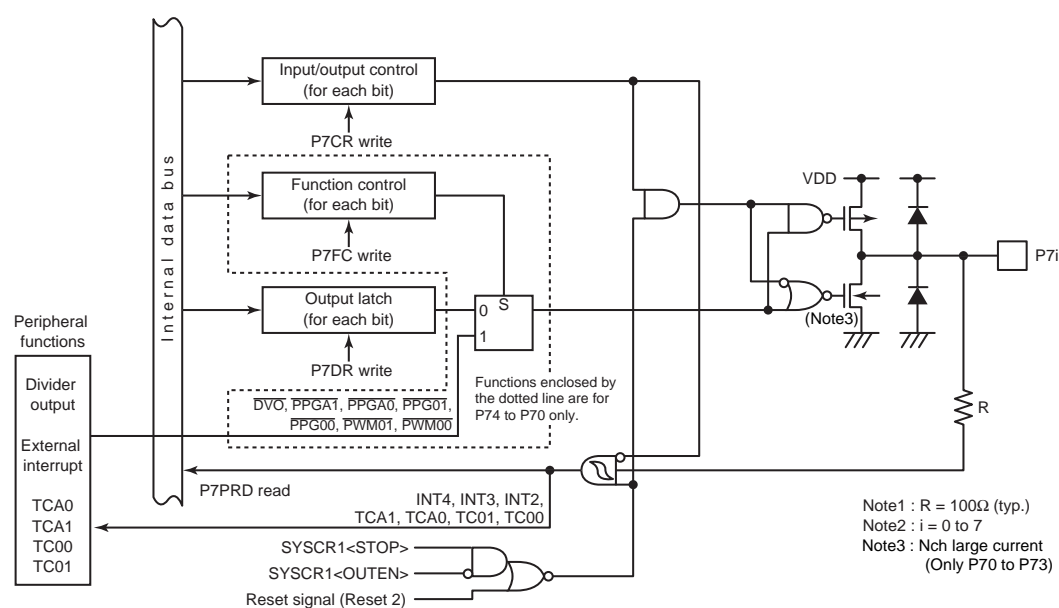 Internal data bus
Input/output control
(for each bit)
P7CR write
Function control
(for each bit)
P7FC write
Output latch
(for each bit)
P7DR write
0
S
1
VDD
P7i
(Note3)
R
Peripheral
functions
Divider
output
External
interrupt
TCA0
TCA1
TC00
TC01
DVO, PPGA1, PPGA0, PPG01,
PPG00, PWM01, PWM00
Functions enclosed by
the dotted line are for
P74 to P70 only.
P7PRD read
INT4, INT3, INT2,
TCA1, TCA0, TC01, TC00
SYSCR1<STOP>
SYSCR1<OUTEN>
Reset signal (Reset 2)
Note1 : R = 100Ω (typ.)
Note2 : i = 0 to 7
Note3 : Nch large current
(Only P70 to P73)